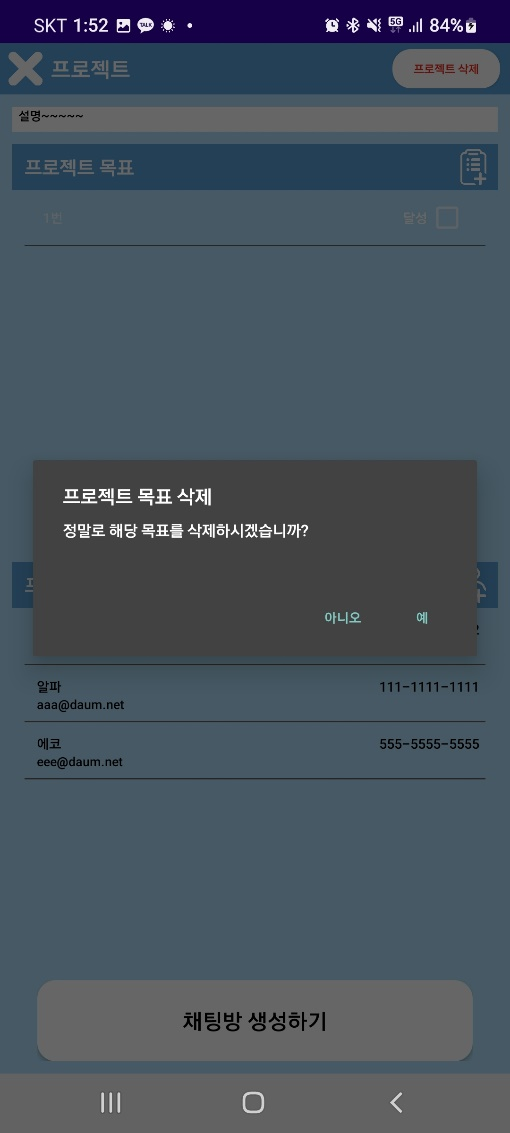 SKT 1:52 TALK 5G 84%
프로젝트 프로젝트 삭제
설명~~~~~
프로젝트 목표
1번 달성
프로젝트 목표 삭제
정말로 해당 목표를 삭제하시겠습니까?
아니오 예
알파 111-1111-1111
aaa@daum.net
에코 555-5555-5555
eee@daum.net
채팅방 생성하기